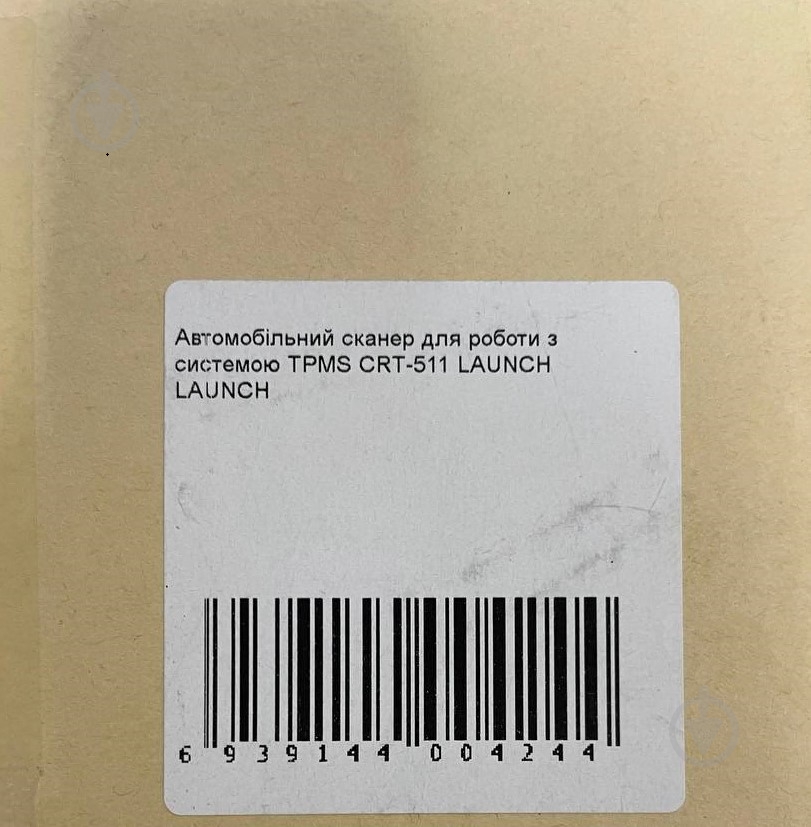 Автомобільний сканер для роботи з
системою TPMS CRT-511 LAUNCH
LAUNCH
6 939144 004244